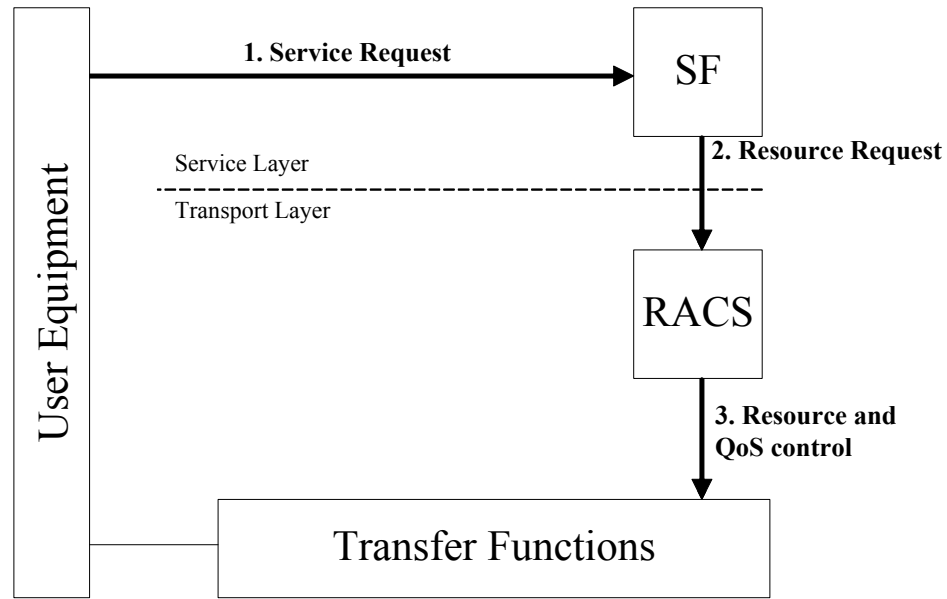 1. Service Request
SF
2. Resource Request
Service Layer
Transport Layer
User Equipment
RACS
3. Resource and
QoS control
Transfer Functions